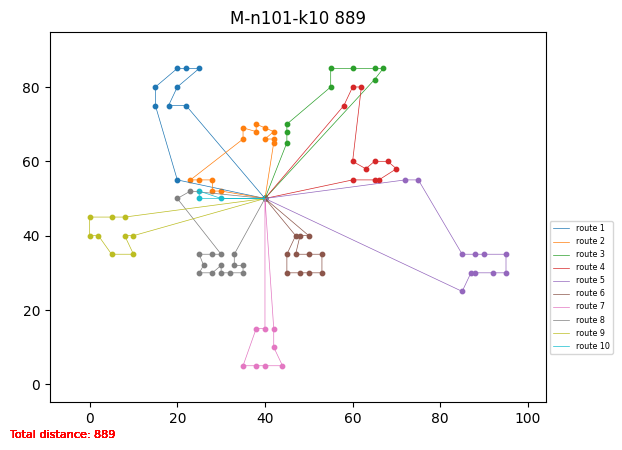 M-n101-k10 889
80
60
40
20
0
0 20 40 60 80 100
route 1
route 2
route 3
route 4
route 5
route 6
route 7
route 8
route 9
route 10
Total distance: 889